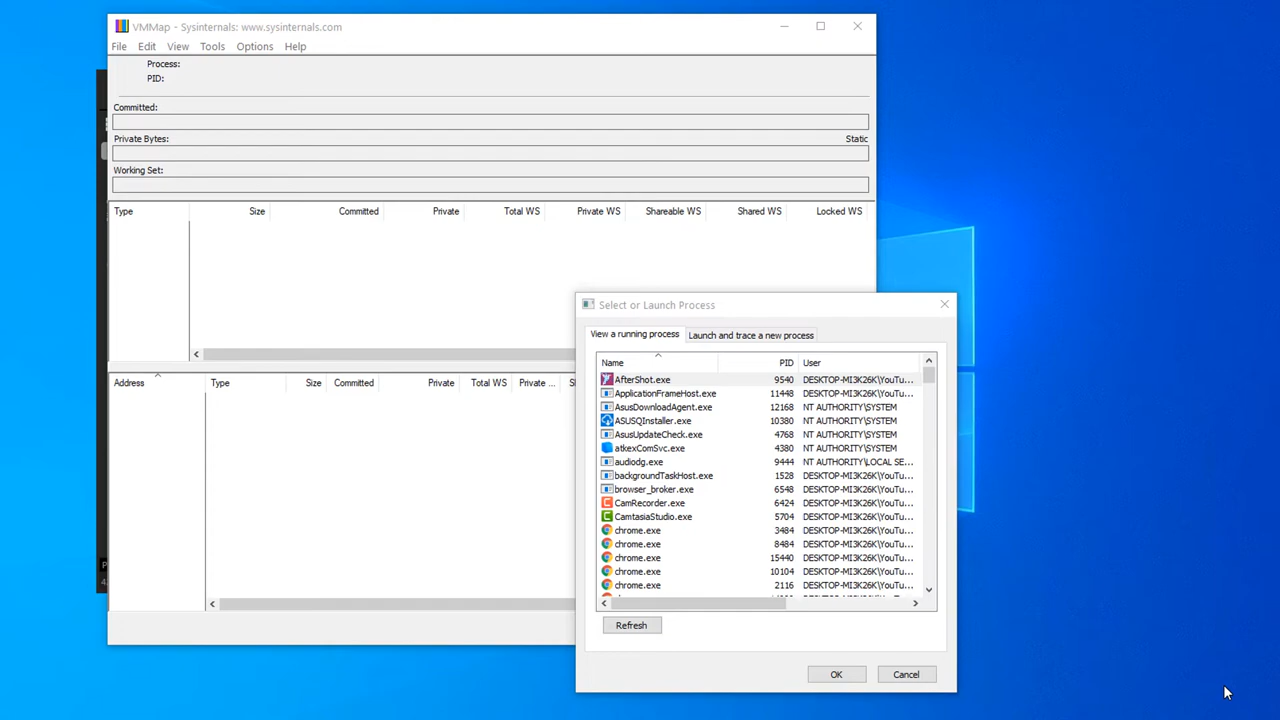 VMMap - Sysinternals: www.sysinternals.com
File Edit View Tools Options Help
Process:
PID:
Committed:
Private Bytes: Static
Working Set:
Type Size Committed Private Total WS Private WS Shareable WS Shared WS Locked WS
Address Type Size Committed Private Total WS Private ...
Select or Launch Process
View a running process Launch and trace a new process
Name PID User
AfterShot.exe 9540 DESKTOP-MI3K26K\YouTu...
ApplicationFrameHost.exe 11448 DESKTOP-MI3K26K\YouTu...
AsusDownloadAgent.exe 12168 NT AUTHORITY\SYSTEM
ASUSQInstaller.exe 10380 NT AUTHORITY\SYSTEM
AsusUpdateCheck.exe 4768 NT AUTHORITY\SYSTEM
atkexComSvc.exe 4380 NT AUTHORITY\SYSTEM
audiodg.exe 9444 NT AUTHORITY\LOCAL SE...
backgroundTaskHost.exe 1528 DESKTOP-MI3K26K\YouTu...
browser_broker.exe 6548 DESKTOP-MI3K26K\YouTu...
CamRecorder.exe 6424 DESKTOP-MI3K26K\YouTu...
CamtasiaStudio.exe 5704 DESKTOP-MI3K26K\YouTu...
chrome.exe 3484 DESKTOP-MI3K26K\YouTu...
chrome.exe 8484 DESKTOP-MI3K26K\YouTu...
chrome.exe 15440 DESKTOP-MI3K26K\YouTu...
chrome.exe 10104 DESKTOP-MI3K26K\YouTu...
chrome.exe 2116 DESKTOP-MI3K26K\YouTu...
Refresh
OK Cancel